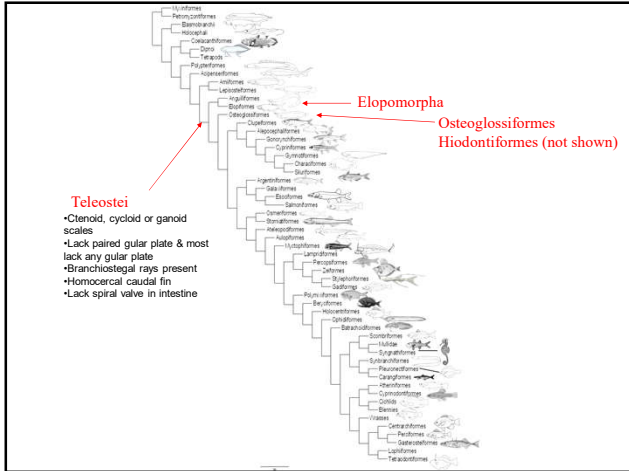 Myxiniformes
Petromyzontiformes
Elasmobranchii
Holocephali
Coelacanthiformes
Dipnoi
Tetrapods
Polypteriformes
Acipenseriformes
Amiiformes
Lepisosteiformes
Anguilliformes
Elopiformes
Osteoglossiformes
Clupeiformes
Alepocephaliformes
Gonorynchiformes
Cypriniformes
Gymnotiformes
Characiformes
Siluriformes
Argentiniformes
Galaxiiformes
Esociformes
Salmoniformes
Osmeriformes
Stomiatiformes
Ateleopodiformes
Aulopiformes
Myctophiformes
Lampridiformes
Percopsiformes
Zeiformes
Stylephoriformes
Gadiformes
Polymixiiformes
Beryciformes
Holocentriformes
Ophidiiformes
Batrachoidiformes
Scombriformes
Mullidae
Syngnathiformes
Synbranchiformes
Pleuronectiformes
Carangiformes
Atheriniformes
Cyprinodontiformes
Cichlids
Blennies
Wrasses
Centrarchiformes
Perciformes
Gasterosteiformes
Lophiiformes
Tetraodontiformes
Elopomorpha
Osteoglossiformes
Hiodontiformes (not shown)
Teleostei
•Ctenoid, cycloid or ganoid
scales
•Lack paired gular plate & most
lack any gular plate
•Branchiostegal rays present
•Homocercal caudal fin
•Lack spiral valve in intestine